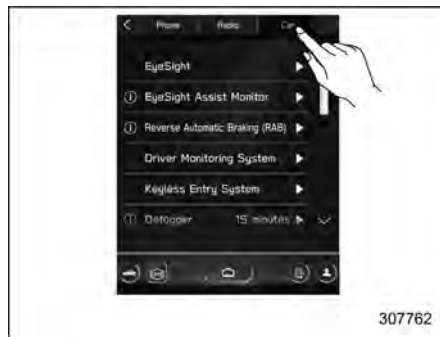 Phone Radio Car
EyeSight
EyeSight Assist Monitor
Reverse Automatic Braking (RAB)
Driver Monitoring System
Keyless Entry System
Defogger 15 minutes
307762